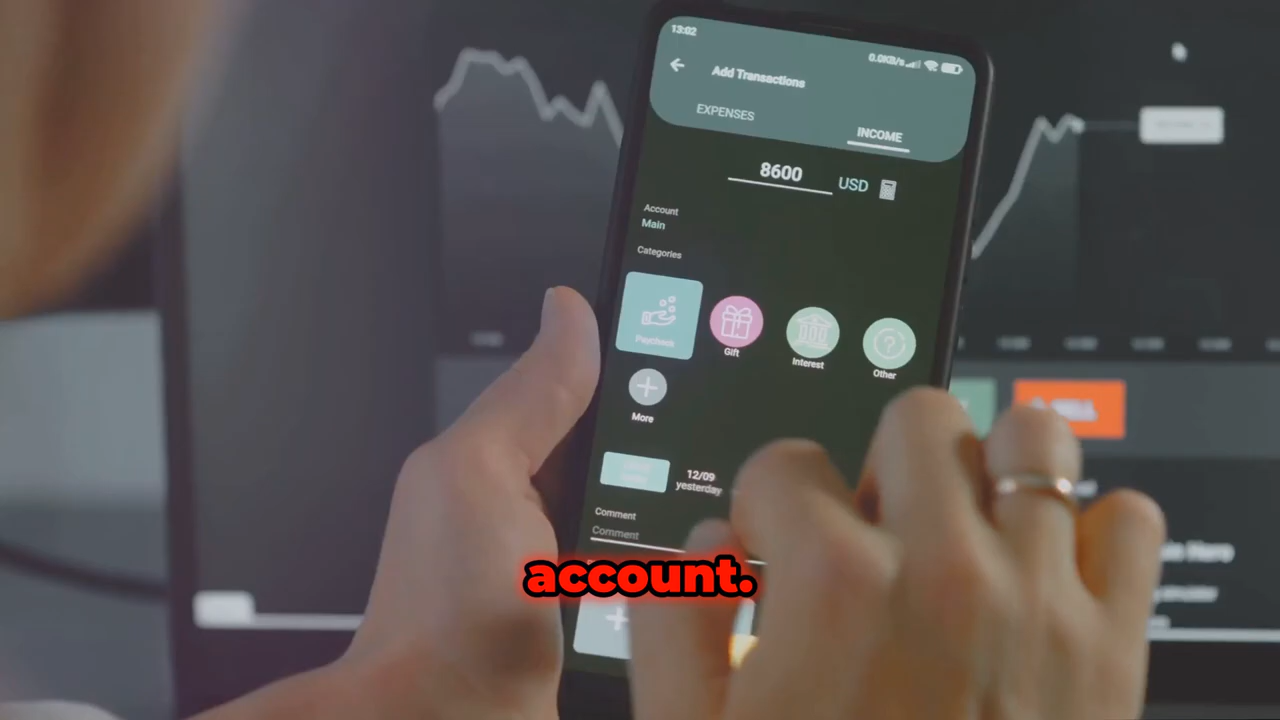 13:02
0.0KB/s
Add Transactions
EXPENSES
INCOME
8600
USD
Account
Main
Categories
Paycheck
Gift
Interest
Other
More
12/09
yesterday
Comment
Comment
account.
SELL